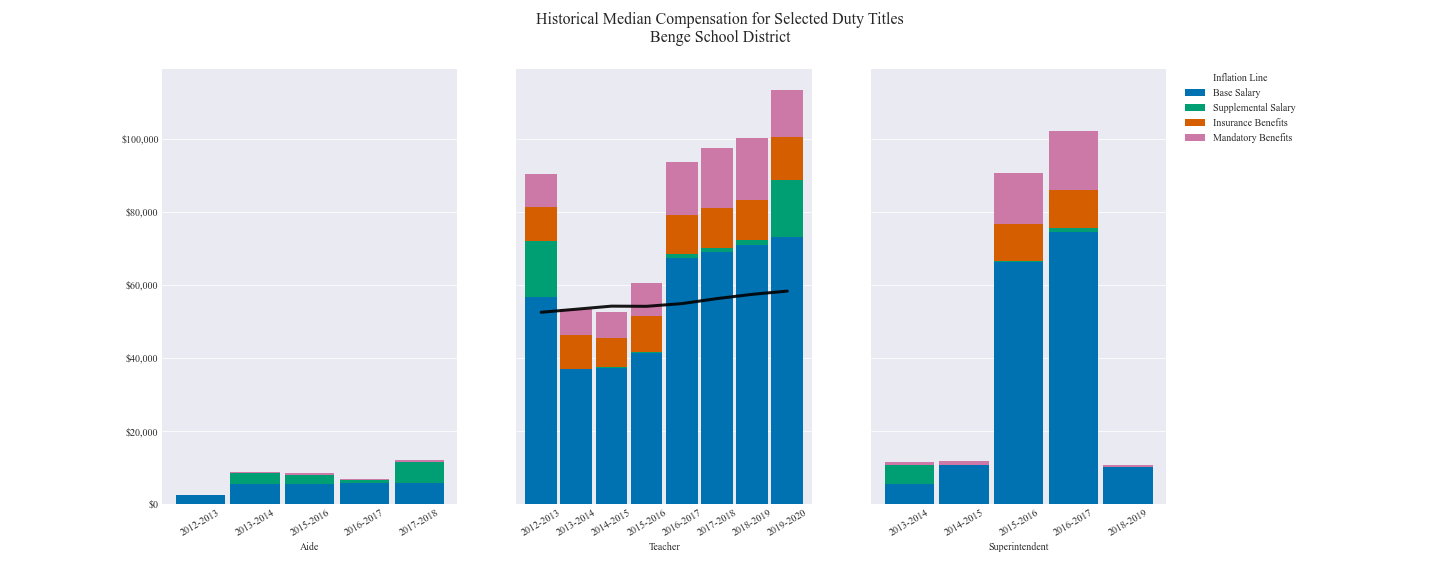 Historical Median Compensation for Selected Duty Titles
Benge School District
Inflation Line
Base Salary
Supplemental Salary
Insurance Benefits
Mandatory Benefits
$100,000
$80,000
$60,000
$40,000
$20,000
$0
2012-2013
2013-2014
2015-2016
2016-2017
2017-2018
Aide
2012-2013
2013-2014
2014-2015
2015-2016
2016-2017
2017-2018
2018-2019
2019-2020
Teacher
2013-2014
2014-2015
2015-2016
2016-2017
2018-2019
Superintendent